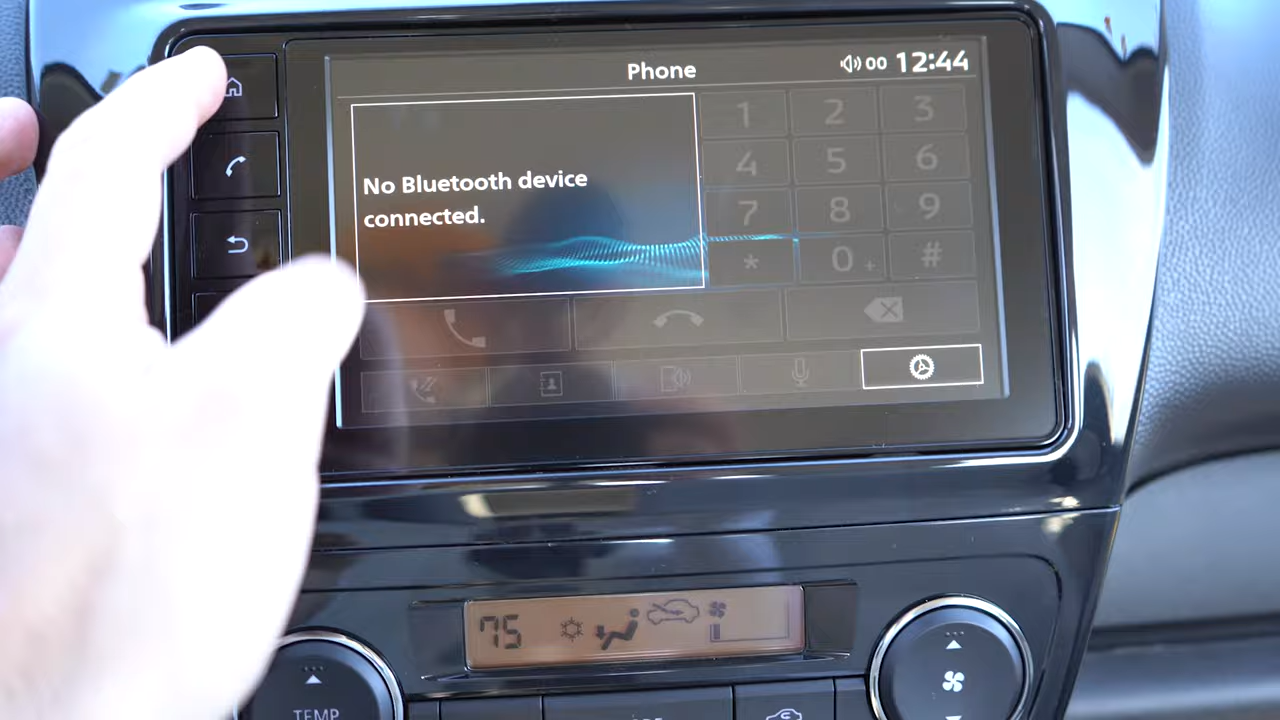 Phone
00 12:44
No Bluetooth device
connected.
1 2 3
4 5 6
7 8 9
* 0 + #
75
TEMP